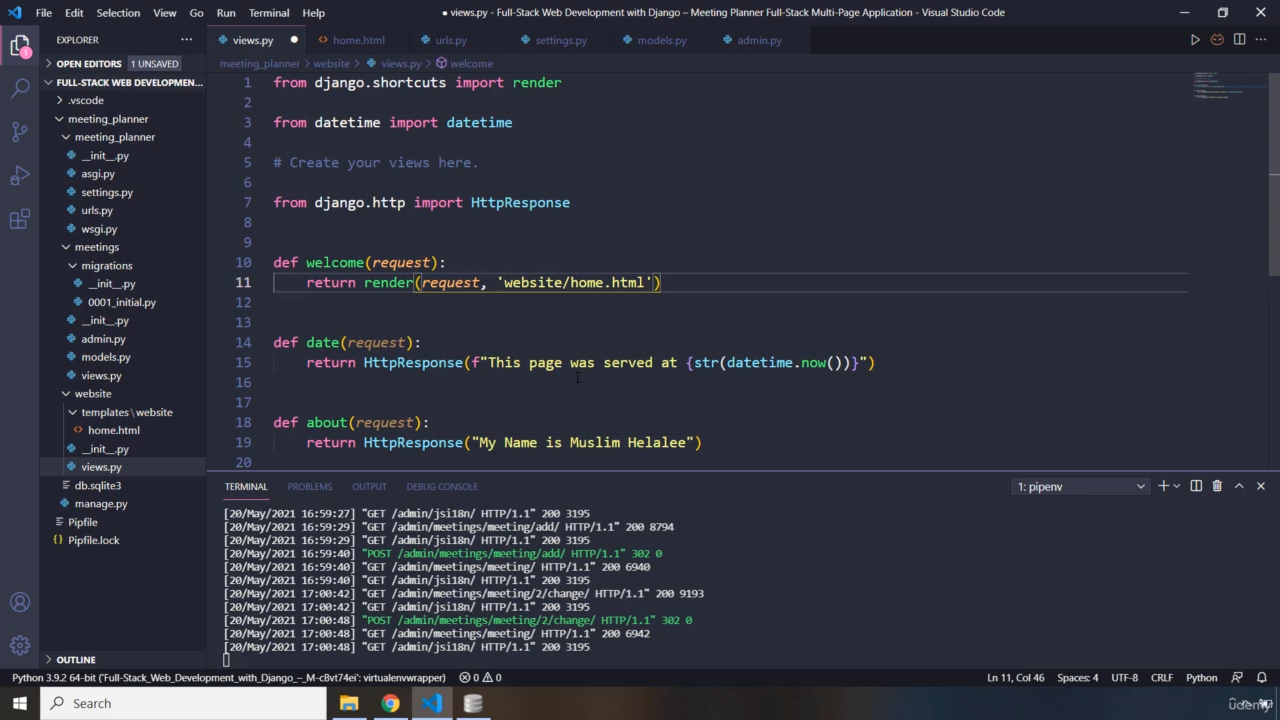 File Edit Selection View Go Run Terminal Help
● views.py - Full-Stack Web Development with Django – Meeting Planner Full-Stack Multi-Page Application - Visual Studio Code
EXPLORER
views.py ●
home.html
urls.py
settings.py
models.py
admin.py
OPEN EDITORS 1 UNSAVED
meeting_planner > website > views.py > welcome
FULL-STACK WEB DEVELOPMEN...
.vscode
meeting_planner
meeting_planner
__init__.py
asgi.py
settings.py
urls.py
wsgi.py
meetings
migrations
__init__.py
0001_initial.py
__init__.py
admin.py
models.py
views.py
website
templates\website
home.html
__init__.py
views.py
db.sqlite3
manage.py
Pipfile
Pipfile.lock
OUTLINE
1 from django.shortcuts import render
2
3 from datetime import datetime
4
5 # Create your views here.
6
7 from django.http import HttpResponse
8
9
10 def welcome(request):
11 return render(request, 'website/home.html')
12
13
14 def date(request):
15 return HttpResponse(f"This page was served at {str(datetime.now())}")
16
17
18 def about(request):
19 return HttpResponse("My Name is Muslim Helalee")
20
TERMINAL PROBLEMS OUTPUT DEBUG CONSOLE
1: pipenv
[20/May/2021 16:59:27] "GET /admin/jsi18n/ HTTP/1.1" 200 3195
[20/May/2021 16:59:29] "GET /admin/meetings/meeting/add/ HTTP/1.1" 200 8794
[20/May/2021 16:59:29] "GET /admin/jsi18n/ HTTP/1.1" 200 3195
[20/May/2021 16:59:40] "POST /admin/meetings/meeting/add/ HTTP/1.1" 302 0
[20/May/2021 16:59:40] "GET /admin/meetings/meeting/ HTTP/1.1" 200 6940
[20/May/2021 16:59:40] "GET /admin/jsi18n/ HTTP/1.1" 200 3195
[20/May/2021 17:00:42] "GET /admin/meetings/meeting/2/change/ HTTP/1.1" 200 9193
[20/May/2021 17:00:42] "GET /admin/jsi18n/ HTTP/1.1" 200 3195
[20/May/2021 17:00:48] "POST /admin/meetings/meeting/2/change/ HTTP/1.1" 302 0
[20/May/2021 17:00:48] "GET /admin/meetings/meeting/ HTTP/1.1" 200 6942
[20/May/2021 17:00:48] "GET /admin/jsi18n/ HTTP/1.1" 200 3195
Python 3.9.2 64-bit ('Full-Stack_Web_Development_with_Django_-_M-cBvt74ei': virtualenvwrapper) 0 0
Ln 11, Col 46 Spaces: 4 UTF-8 CRLF Python
Search
udemy